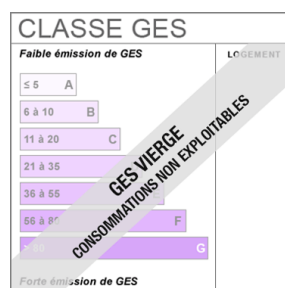 CLASSE GES
Faible émission de GES
LOGEMENT
≤ 5 A
6 à 10 B
11 à 20 C
21 à 35
36 à 55
56 à F
G
GES VIERGE
CONSOMMATIONS NON EXPLOITABLES
Forte émission de GES